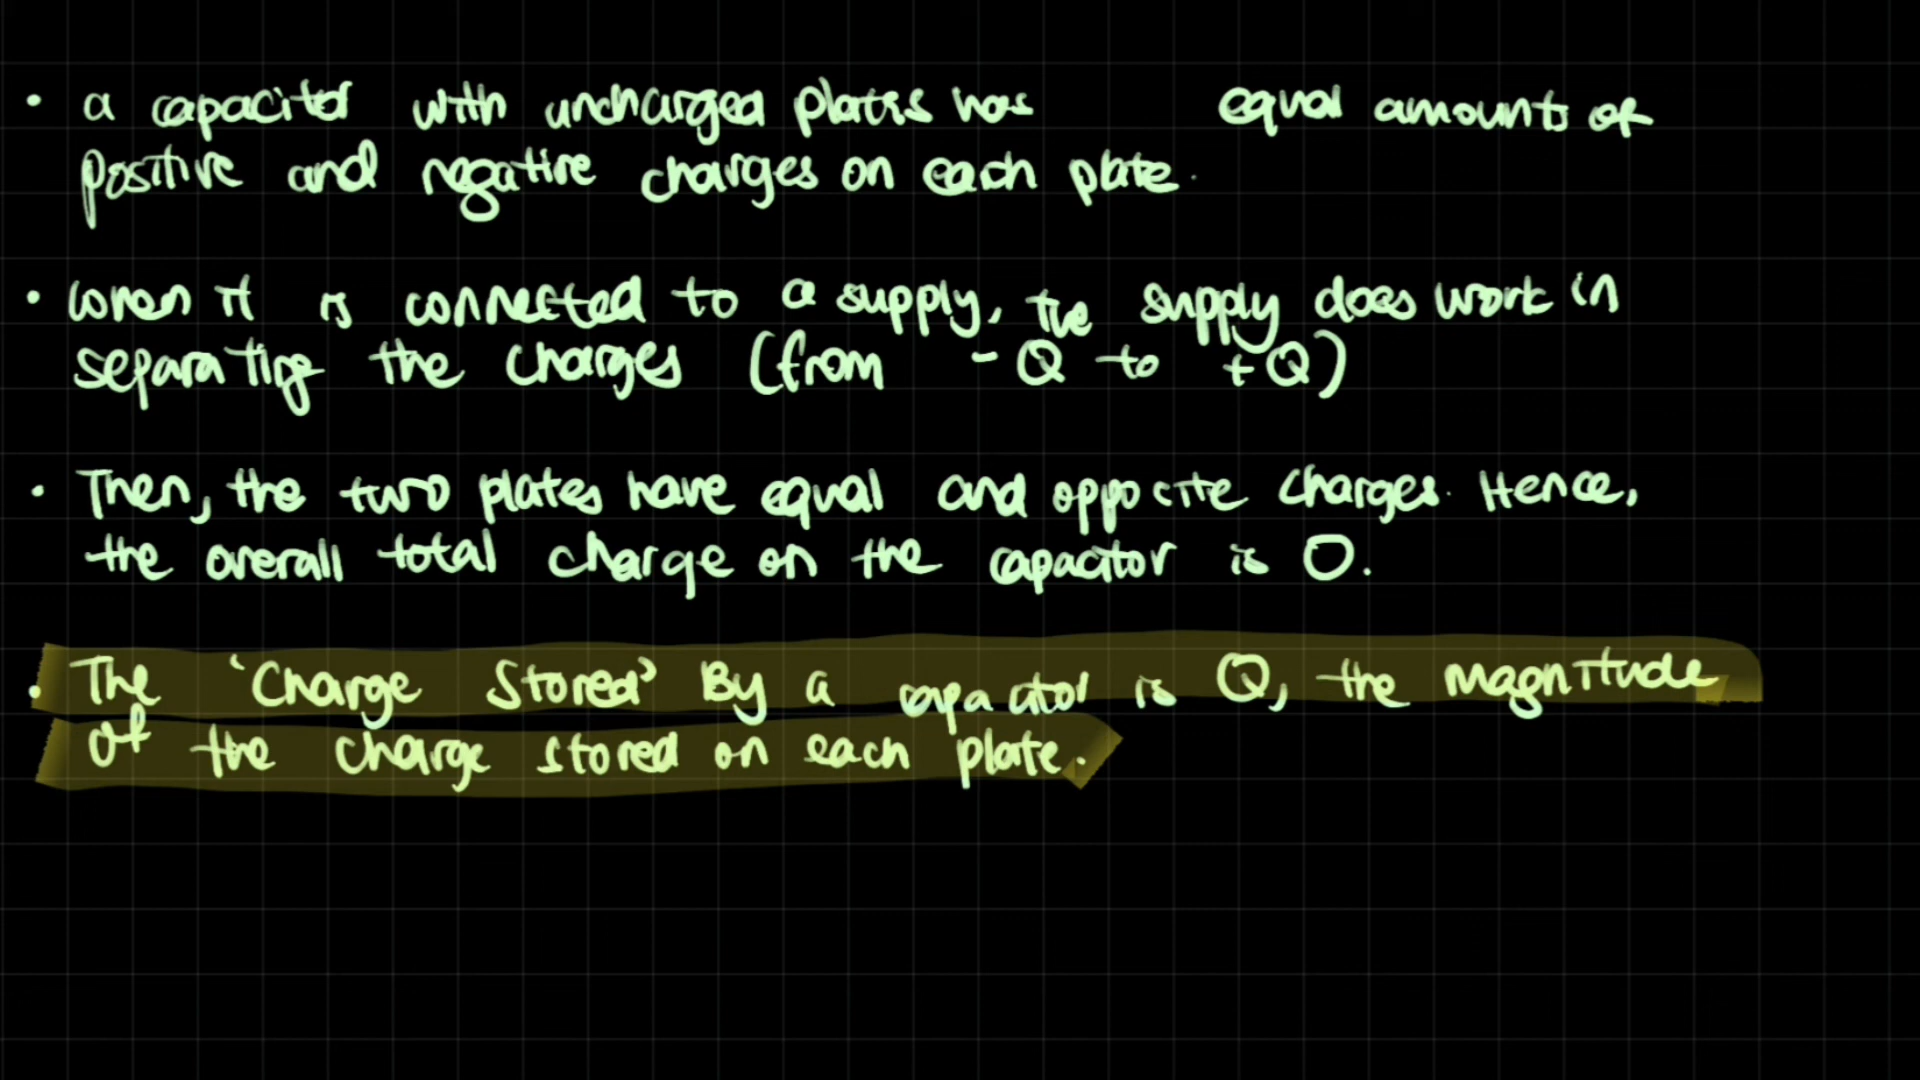 • a capacitor with uncharged plates has equal amounts of
positive and negative charges on each plate.
• When it is connected to a supply, the supply does work in
separating the charges (from -Q to +Q)
• Then, the two plates have equal and opposite charges. Hence,
the overall total charge on the capacitor is 0.
• The 'Charge Stored' By a capacitor is Q, the magnitude
of the charge stored on each plate.